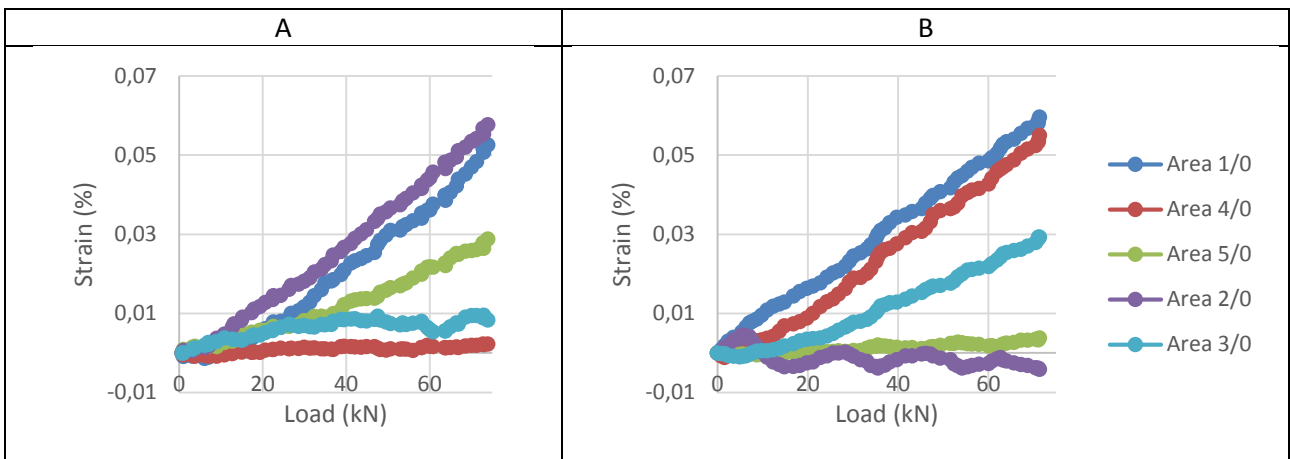 A
B
0,07
0,05
0,03
0,01
-0,01
0
20
40
60
Strain (%)
Load (kN)
0,07
0,05
0,03
0,01
-0,01
0
20
40
60
Strain (%)
Load (kN)
Area 1/0
Area 4/0
Area 5/0
Area 2/0
Area 3/0